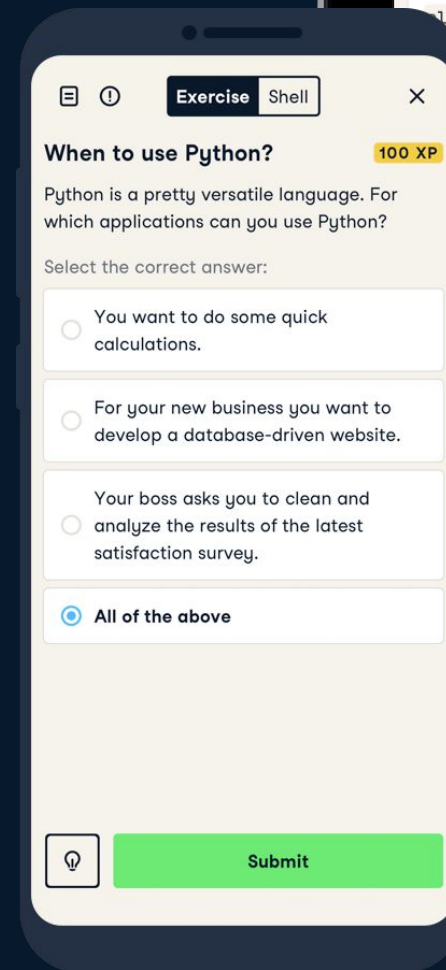 Exercise Shell
When to use Python?
100 XP
Python is a pretty versatile language. For
which applications can you use Python?
Select the correct answer:
You want to do some quick
calculations.
For your new business you want to
develop a database-driven website.
Your boss asks you to clean and
analyze the results of the latest
satisfaction survey.
All of the above
Submit